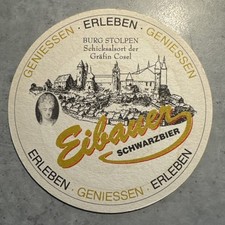 GENIESSEN · ERLEBEN · GENIESSEN
BURG STOLPEN
Schicksalsort der
Gräfin Cosel
Eibauer
SCHWARZBIER
ERLEBEN · GENIESSEN · ERLEBEN